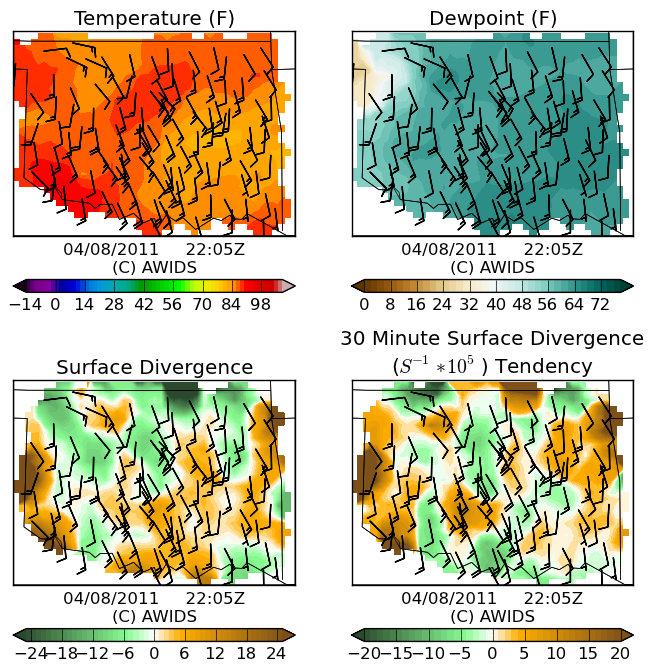 Temperature (F)
Dewpoint (F)
04/08/2011 22:05Z
(C) AWIDS
04/08/2011 22:05Z
(C) AWIDS
−14 0 14 28 42 56 70 84 98
0 8 16 24 32 40 48 56 64 72
Surface Divergence
30 Minute Surface Divergence
(S⁻¹ *10⁵ ) Tendency
04/08/2011 22:05Z
(C) AWIDS
04/08/2011 22:05Z
(C) AWIDS
−24−18−12 −6 0 6 12 18 24
−20−15−10 −5 0 5 10 15 20